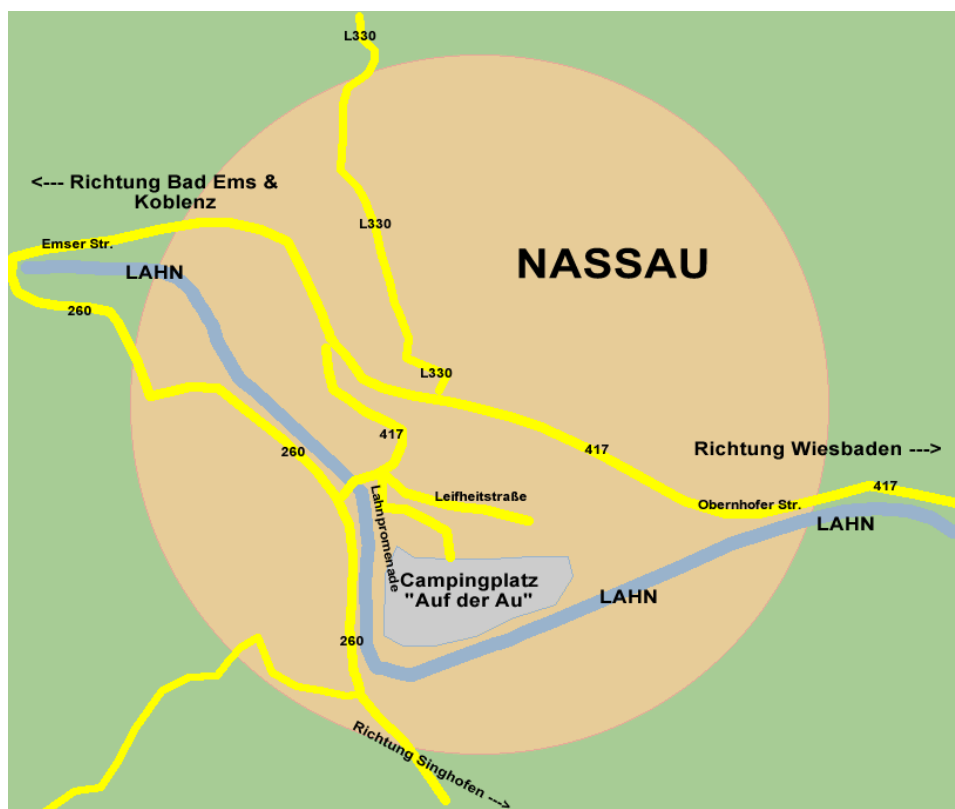 L330
<--- Richtung Bad Ems &
Koblenz
L330
Emser Str.
NASSAU
LAHN
260
L330
417
417
Richtung Wiesbaden --->
260
417
Leifheitstraße
Obernhofer Str.
LAHN
Lahnpromenade
Campingplatz
"Auf der Au"
LAHN
260
Richtung Singhofen --->